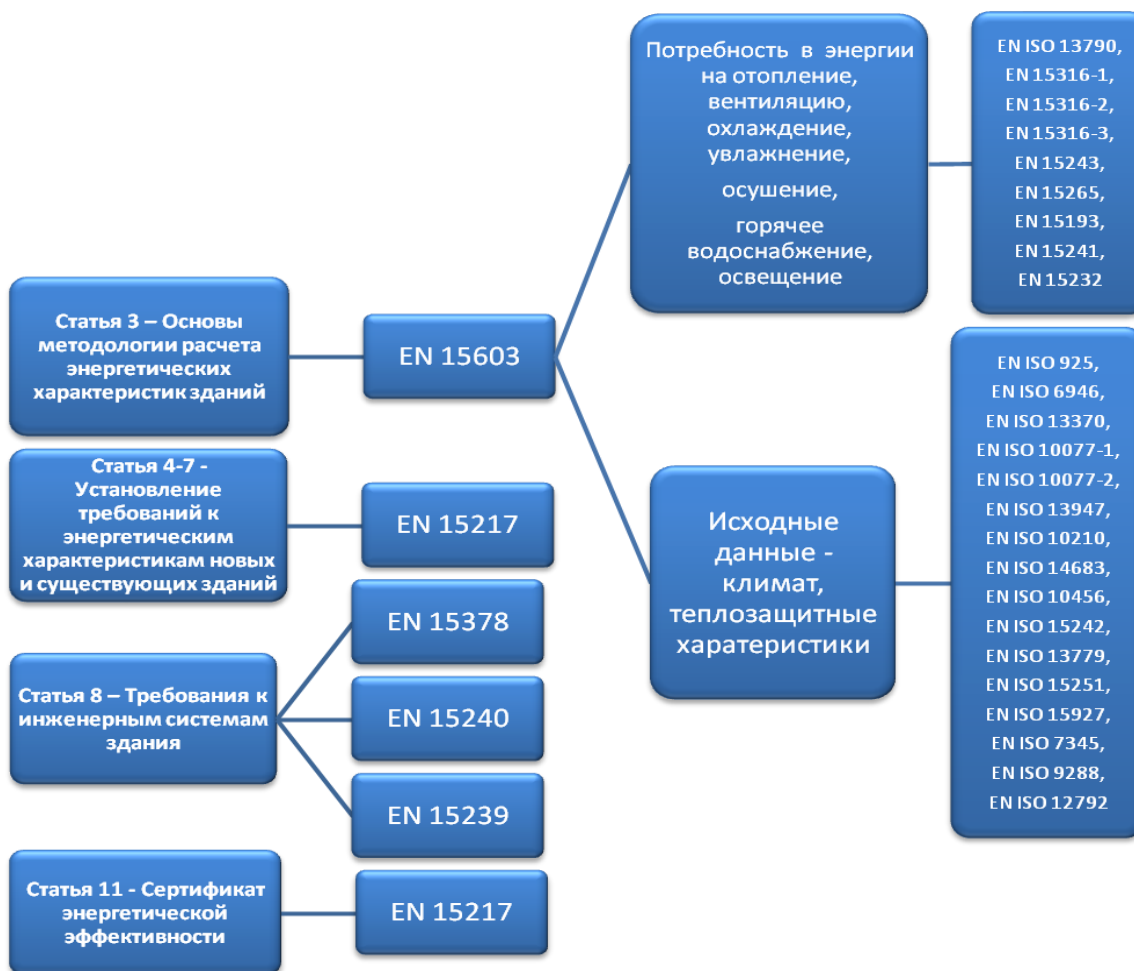 Потребность в энергии
на отопление,
вентиляцию,
охлаждение,
увлажнение,
осушение,
горячее
водоснабжение,
освещение
EN ISO 13790,
EN 15316-1,
EN 15316-2,
EN 15316-3,
EN 15243,
EN 15265,
EN 15193,
EN 15241,
EN 15232
Статья 3 – Основы
методологии расчета
энергетических
характеристик зданий
EN 15603
Исходные
данные -
климат,
теплозащитные
харатеристики
EN ISO 925,
EN ISO 6946,
EN ISO 13370,
EN ISO 10077-1,
EN ISO 10077-2,
EN ISO 13947,
EN ISO 10210,
EN ISO 14683,
EN ISO 10456,
EN ISO 15242,
EN ISO 13779,
EN ISO 15251,
EN ISO 15927,
EN ISO 7345,
EN ISO 9288,
EN ISO 12792
Статья 4-7 -
Установление
требований к
энергетическим
характеристикам новых
и существующих зданий
EN 15217
Статья 8 – Требования к
инженерным системам
здания
EN 15378
EN 15240
EN 15239
Статья 11 - Сертификат
энергетической
эффективности
EN 15217